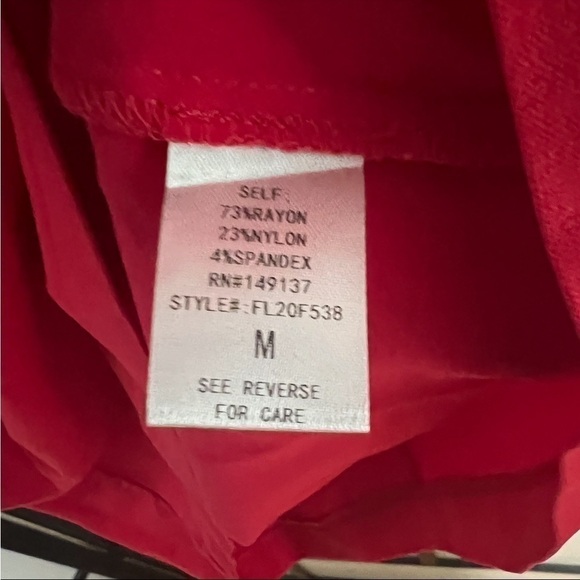 SELF:
73%RAYON
23%NYLON
4%SPANDEX
RN#149137
STYLE#:FL20F538
M
SEE REVERSE
FOR CARE